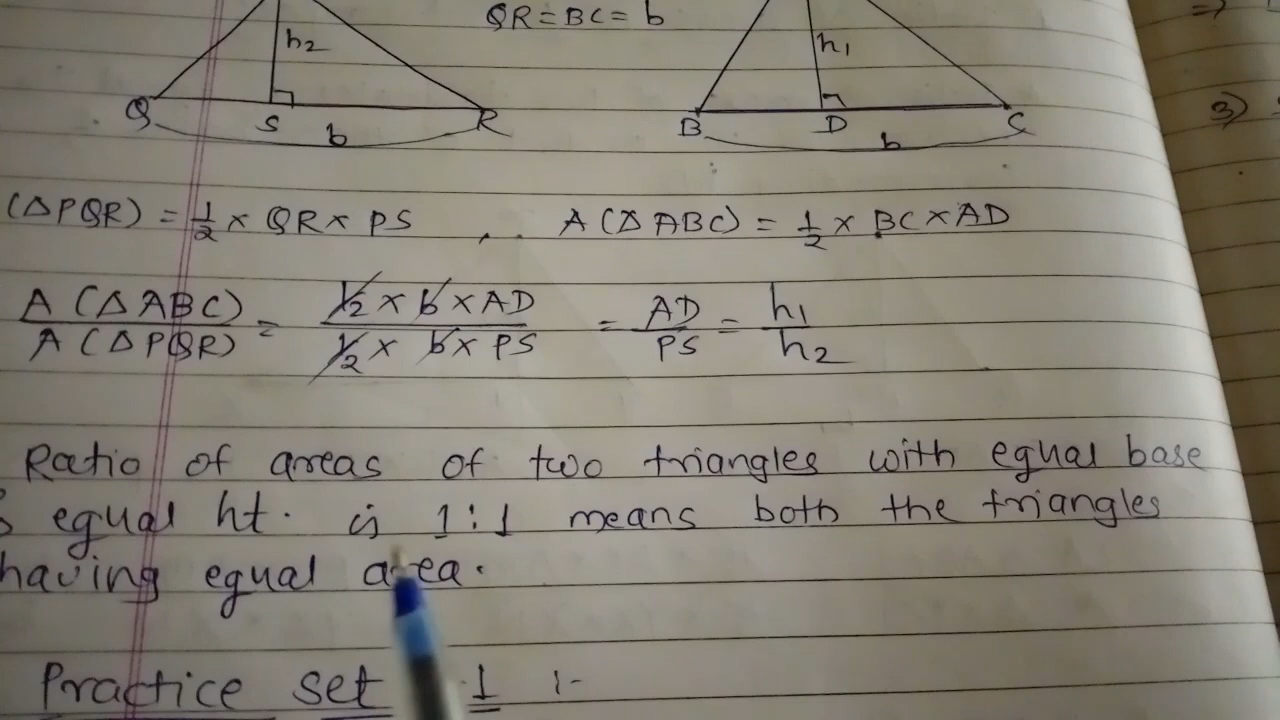 QR = BC = b
h2
h1
Q S R
b
B D C
b
3)
(△PQR) = 1/2 × QR × PS , . A(△ABC) = 1/2 × BC × AD
A(△ABC) / A(△PQR) = 1/2 × b × AD / 1/2 × b × PS = AD / PS = h1 / h2
Ratio of areas of two triangles with equal base
equal ht. is 1:1 means both the triangles
having equal area.
Practice set 1 :-